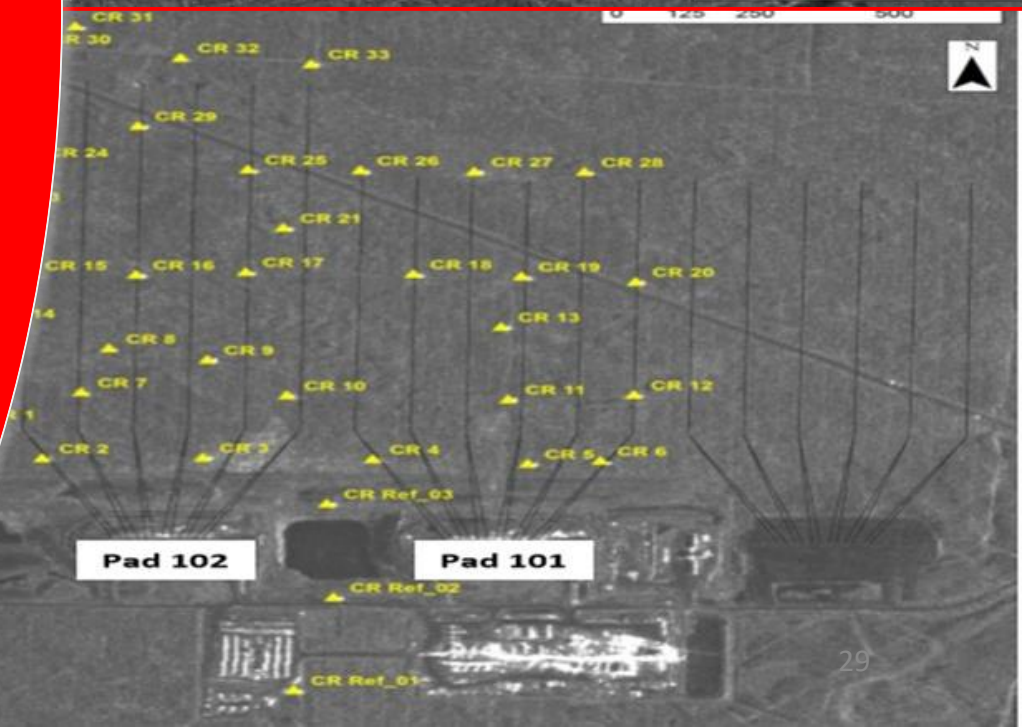 0 125 250 500
CR 31
R 30
CR 32
CR 33
N
CR 29
CR 24
CR 25
CR 26
CR 27
CR 28
CR 21
CR 15
CR 16
CR 17
CR 18
CR 19
CR 20
14
CR 13
CR 8
CR 9
CR 7
CR 10
CR 11
CR 12
R 1
CR 2
CR 3
CR 4
CR 5
CR 6
CR Ref_03
Pad 102
Pad 101
CR Ref_02
29
CR Ref_01